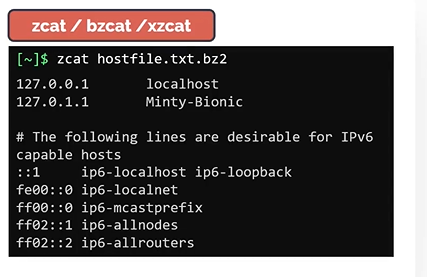 zcat / bzcat /xzcat
[~]$ zcat hostfile.txt.bz2
127.0.0.1 localhost
127.0.1.1 Minty-Bionic
# The following lines are desirable for IPv6
capable hosts
::1 ip6-localhost ip6-loopback
fe00::0 ip6-localnet
ff00::0 ip6-mcastprefix
ff02::1 ip6-allnodes
ff02::2 ip6-allrouters